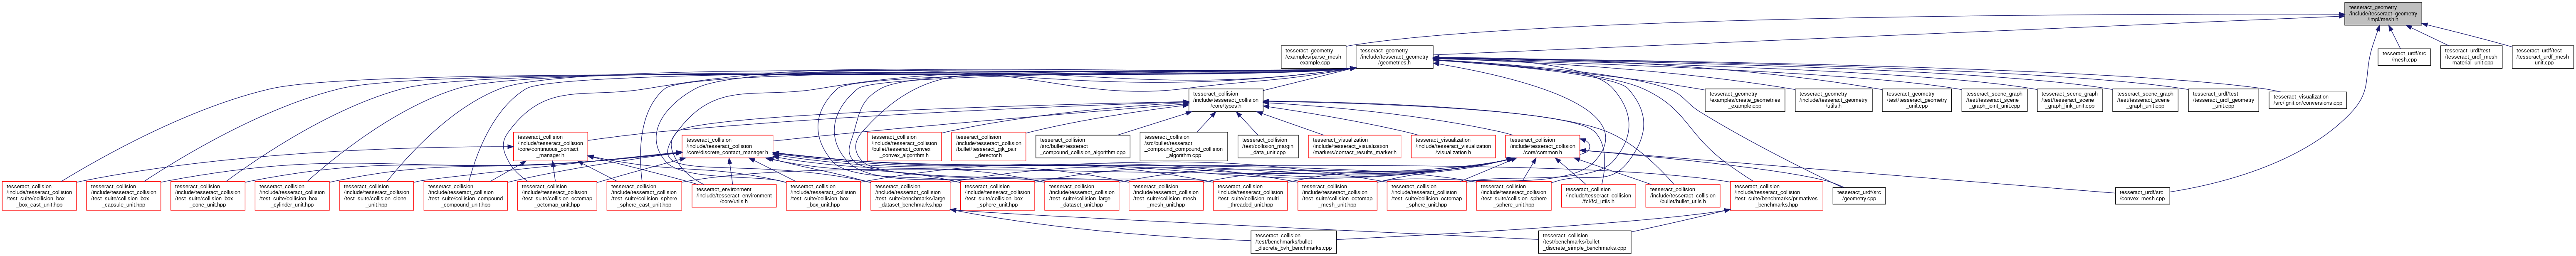 tesseract_geometry
/include/tesseract_geometry
/impl/mesh.h
tesseract_geometry
/examples/parse_mesh
_example.cpp
tesseract_geometry
/include/tesseract_geometry
/geometries.h
tesseract_urdf/src
/mesh.cpp
tesseract_urdf/test
/tesseract_urdf_mesh
_material_unit.cpp
tesseract_urdf/test
/tesseract_urdf_mesh
_unit.cpp
tesseract_collision
/include/tesseract_collision
/core/types.h
tesseract_geometry
/examples/create_geometries
_example.cpp
tesseract_geometry
/include/tesseract_geometry
/utils.h
tesseract_geometry
/test/tesseract_geometry
_unit.cpp
tesseract_scene_graph
/test/tesseract_scene
_graph_joint_unit.cpp
tesseract_scene_graph
/test/tesseract_scene
_graph_link_unit.cpp
tesseract_scene_graph
/test/tesseract_scene
_graph_unit.cpp
tesseract_urdf/test
/tesseract_urdf_geometry
_unit.cpp
tesseract_visualization
/src/ignition/conversions.cpp
tesseract_collision
/include/tesseract_collision
/core/continuous_contact
_manager.h
tesseract_collision
/include/tesseract_collision
/core/discrete_contact_manager.h
tesseract_collision
/include/tesseract_collision
/bullet/tesseract_convex
_convex_algorithm.h
tesseract_collision
/include/tesseract_collision
/bullet/tesseract_gjk_pair
_detector.h
tesseract_collision
/src/bullet/tesseract
_compound_collision_algorithm.cpp
tesseract_collision
/src/bullet/tesseract
_compound_compound_collision
_algorithm.cpp
tesseract_collision
/test/collision_margin
_data_unit.cpp
tesseract_visualization
/include/tesseract_visualization
/markers/contact_results_marker.h
tesseract_visualization
/include/tesseract_visualization
/visualization.h
tesseract_collision
/include/tesseract_collision
/core/common.h
tesseract_collision
/include/tesseract_collision
/test_suite/collision_box
_box_cast_unit.hpp
tesseract_collision
/include/tesseract_collision
/test_suite/collision_box
_capsule_unit.hpp
tesseract_collision
/include/tesseract_collision
/test_suite/collision_box
_cone_unit.hpp
tesseract_collision
/include/tesseract_collision
/test_suite/collision_box
_cylinder_unit.hpp
tesseract_collision
/include/tesseract_collision
/test_suite/collision_clone
_unit.hpp
tesseract_collision
/include/tesseract_collision
/test_suite/collision_compound
_compound_unit.hpp
tesseract_collision
/include/tesseract_collision
/test_suite/collision_octomap
_octomap_unit.hpp
tesseract_collision
/include/tesseract_collision
/test_suite/collision_sphere
_sphere_cast_unit.hpp
tesseract_environment
/include/tesseract_environment
/core/utils.h
tesseract_collision
/include/tesseract_collision
/test_suite/collision_box
_box_unit.hpp
tesseract_collision
/include/tesseract_collision
/test_suite/benchmarks/large
_dataset_benchmarks.hpp
tesseract_collision
/include/tesseract_collision
/test_suite/collision_box
_sphere_unit.hpp
tesseract_collision
/include/tesseract_collision
/test_suite/collision_large
_dataset_unit.hpp
tesseract_collision
/include/tesseract_collision
/test_suite/collision_mesh
_mesh_unit.hpp
tesseract_collision
/include/tesseract_collision
/test_suite/collision_multi
_threaded_unit.hpp
tesseract_collision
/include/tesseract_collision
/test_suite/collision_octomap
_mesh_unit.hpp
tesseract_collision
/include/tesseract_collision
/test_suite/collision_octomap
_sphere_unit.hpp
tesseract_collision
/include/tesseract_collision
/test_suite/collision_sphere
_sphere_unit.hpp
tesseract_collision
/include/tesseract_collision
/fcl/fcl_utils.h
tesseract_collision
/include/tesseract_collision
/bullet/bullet_utils.h
tesseract_collision
/include/tesseract_collision
/test_suite/benchmarks/primatives
_benchmarks.hpp
tesseract_urdf/src
/geometry.cpp
tesseract_urdf/src
/convex_mesh.cpp
tesseract_collision
/test/benchmarks/bullet
_discrete_bvh_benchmarks.cpp
tesseract_collision
/test/benchmarks/bullet
_discrete_simple_benchmarks.cpp